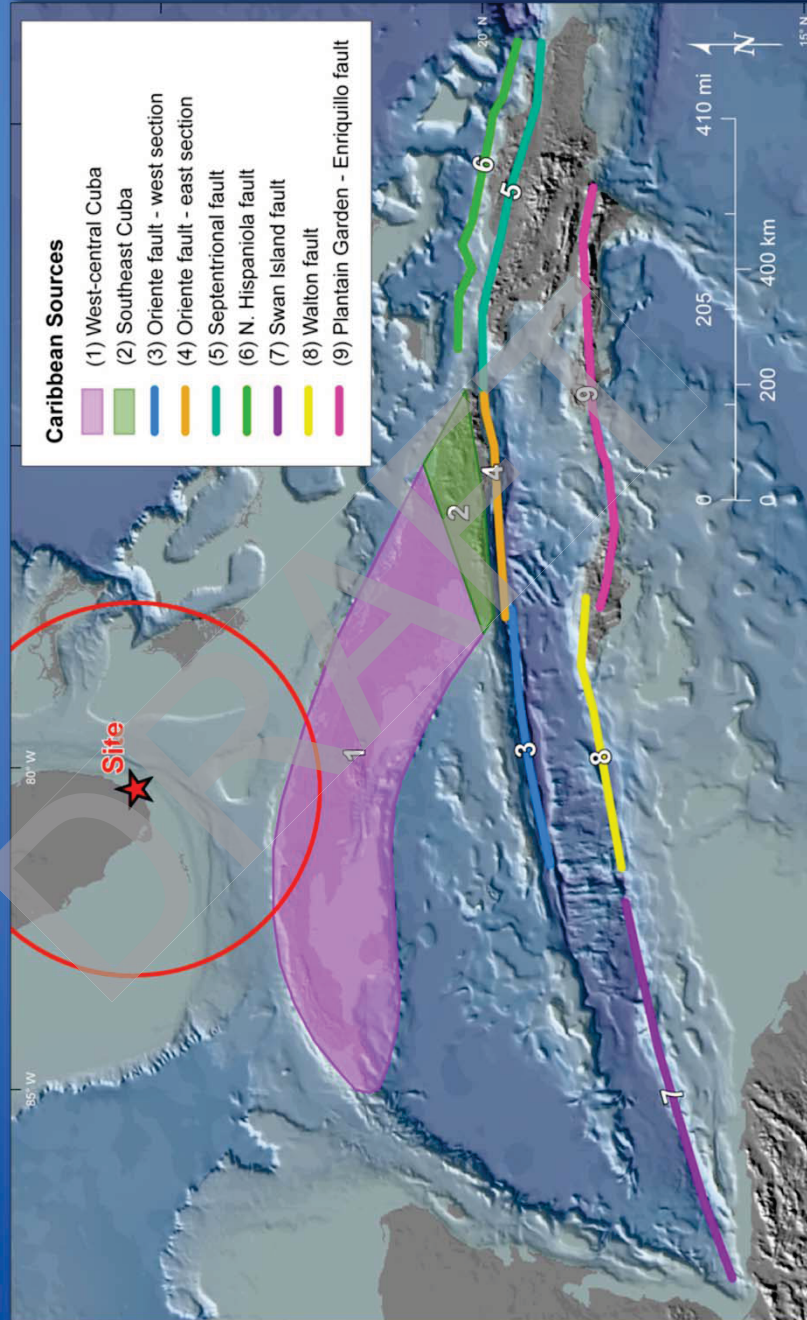 Caribbean Sources
(1) West-central Cuba
(2) Southeast Cuba
(3) Oriente fault - west section
(4) Oriente fault - east section
(5) Septentrional fault
(6) N. Hispaniola fault
(7) Swan Island fault
(8) Walton fault
(9) Plantain Garden - Enriquillo fault
85° W
80° W
Site
20° N
15° N
1
2
3
4
5
6
7
8
9
0
205
410 mi
0
200
400 km
N
DRAFT